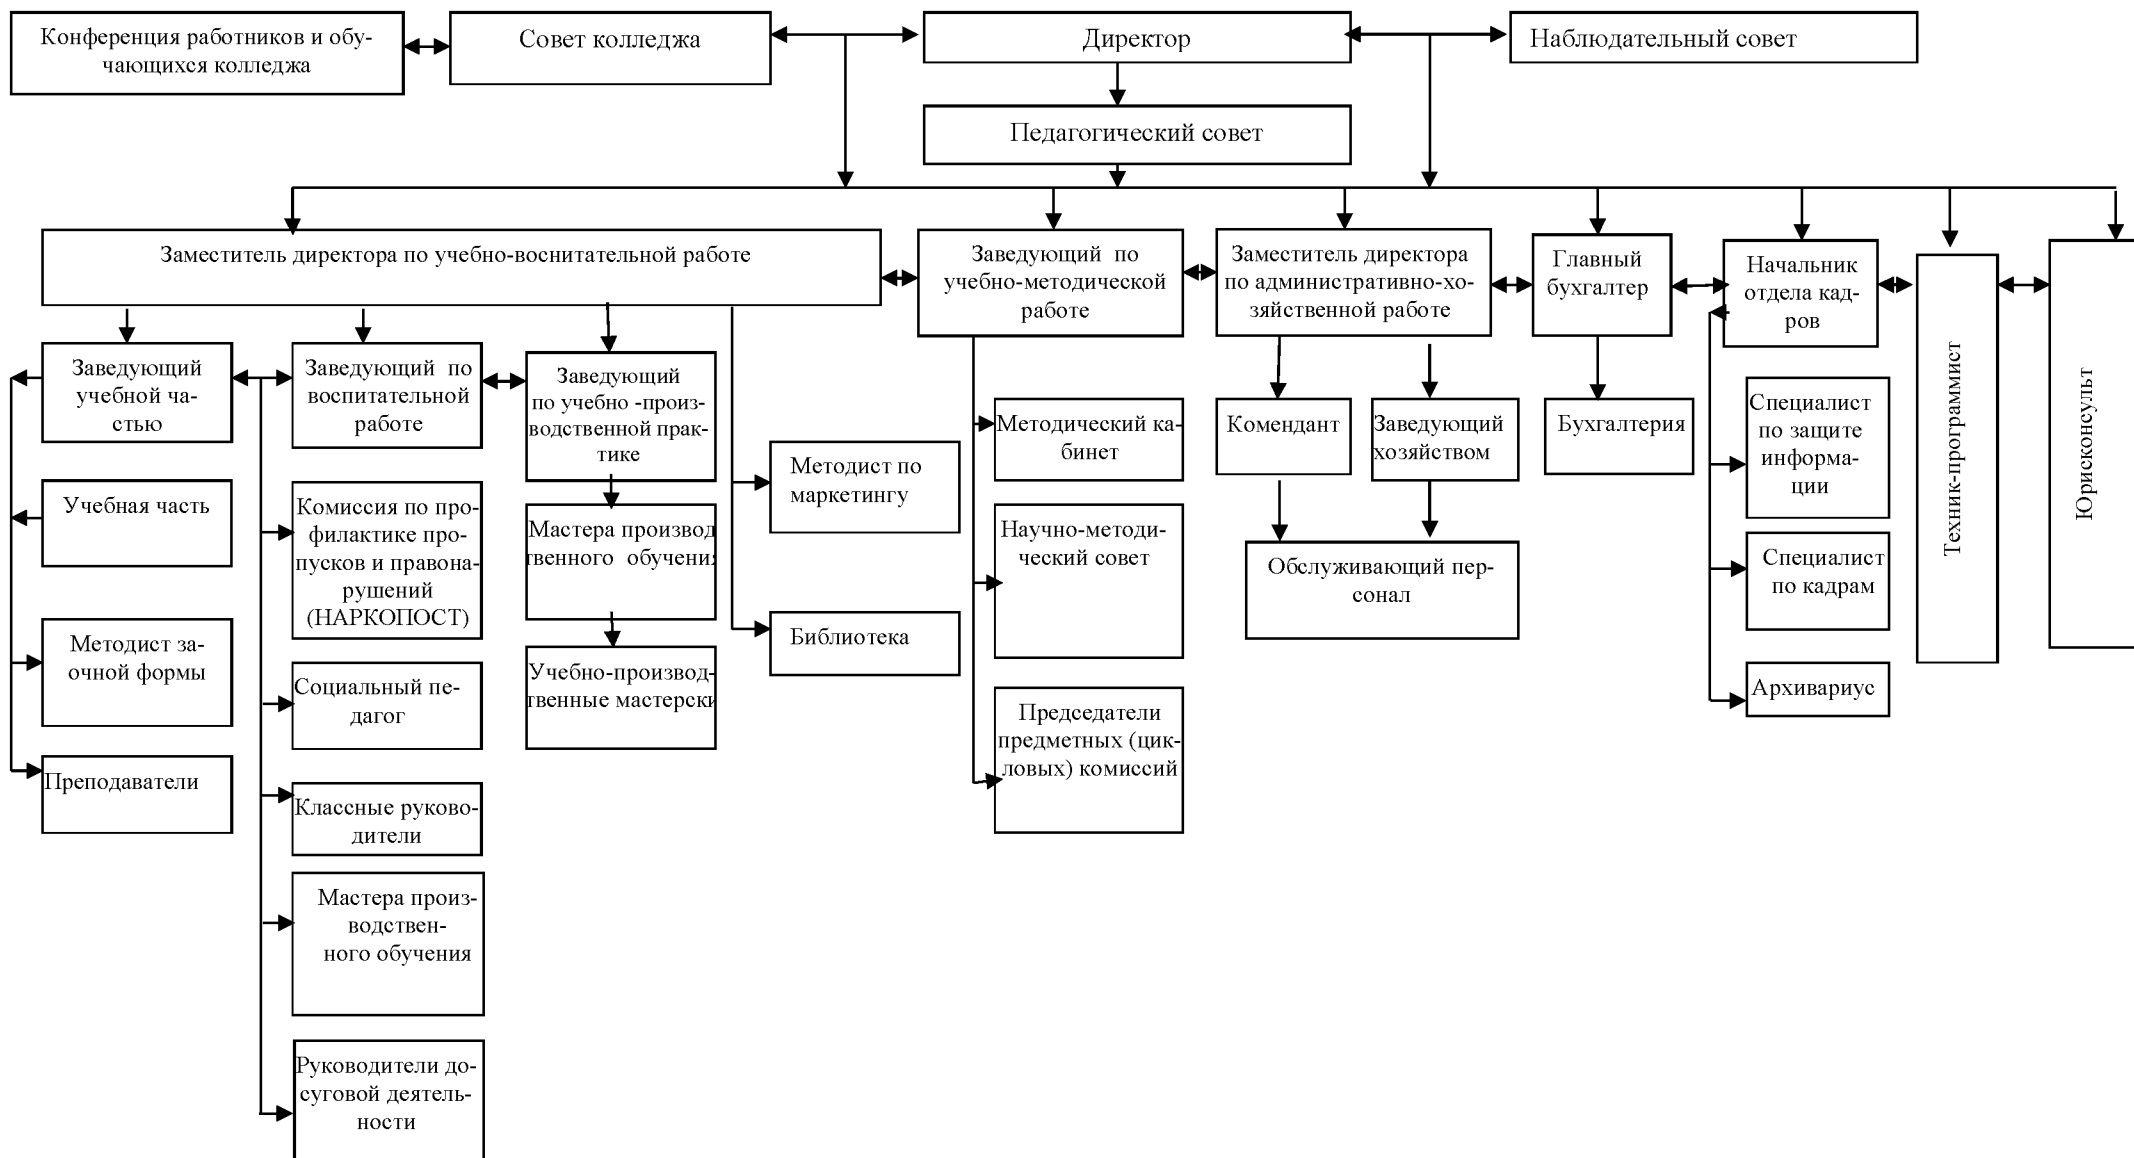 Конференция работников и обу-
чающихся колледжа
Совет колледжа
Директор
Наблюдательный совет
Педагогический совет
Заместитель директора по учебно-воснитательной работе
Заведующий по
учебно-методической
работе
Заместитель директора
по административно-хо-
зяйственной работе
Главный
бухгалтер
Начальник
отдела кад-
ров
Техник-программист
Юрисконсульт
Заведующий
учебной ча-
стью
Заведующий по
воспитательной
работе
Заведующий
по учебно -произ-
водственной прак-
тике
Методический ка-
бинет
Комендант
Заведующий
хозяйством
Бухгалтерия
Специалист
по защите
информа-
ции
Учебная часть
Комиссия по про-
филактике про-
пусков и правона-
рушений
(НАРКОПОСТ)
Мастера производ
твенного обучения
Методист по
маркетингу
Научно-методи-
ческий совет
Обслуживающий пер-
сонал
Специалист
по кадрам
Методист за-
очной формы
Социальный пе-
дагог
Учебно-производ-
твенные мастерски
Библиотека
Председатели
предметных (цик-
ловых) комиссий
Архивариус
Преподаватели
Классные руково-
дители
Мастера произ-
водствен-
ного обучения
Руководители до-
суговой деятель-
ности